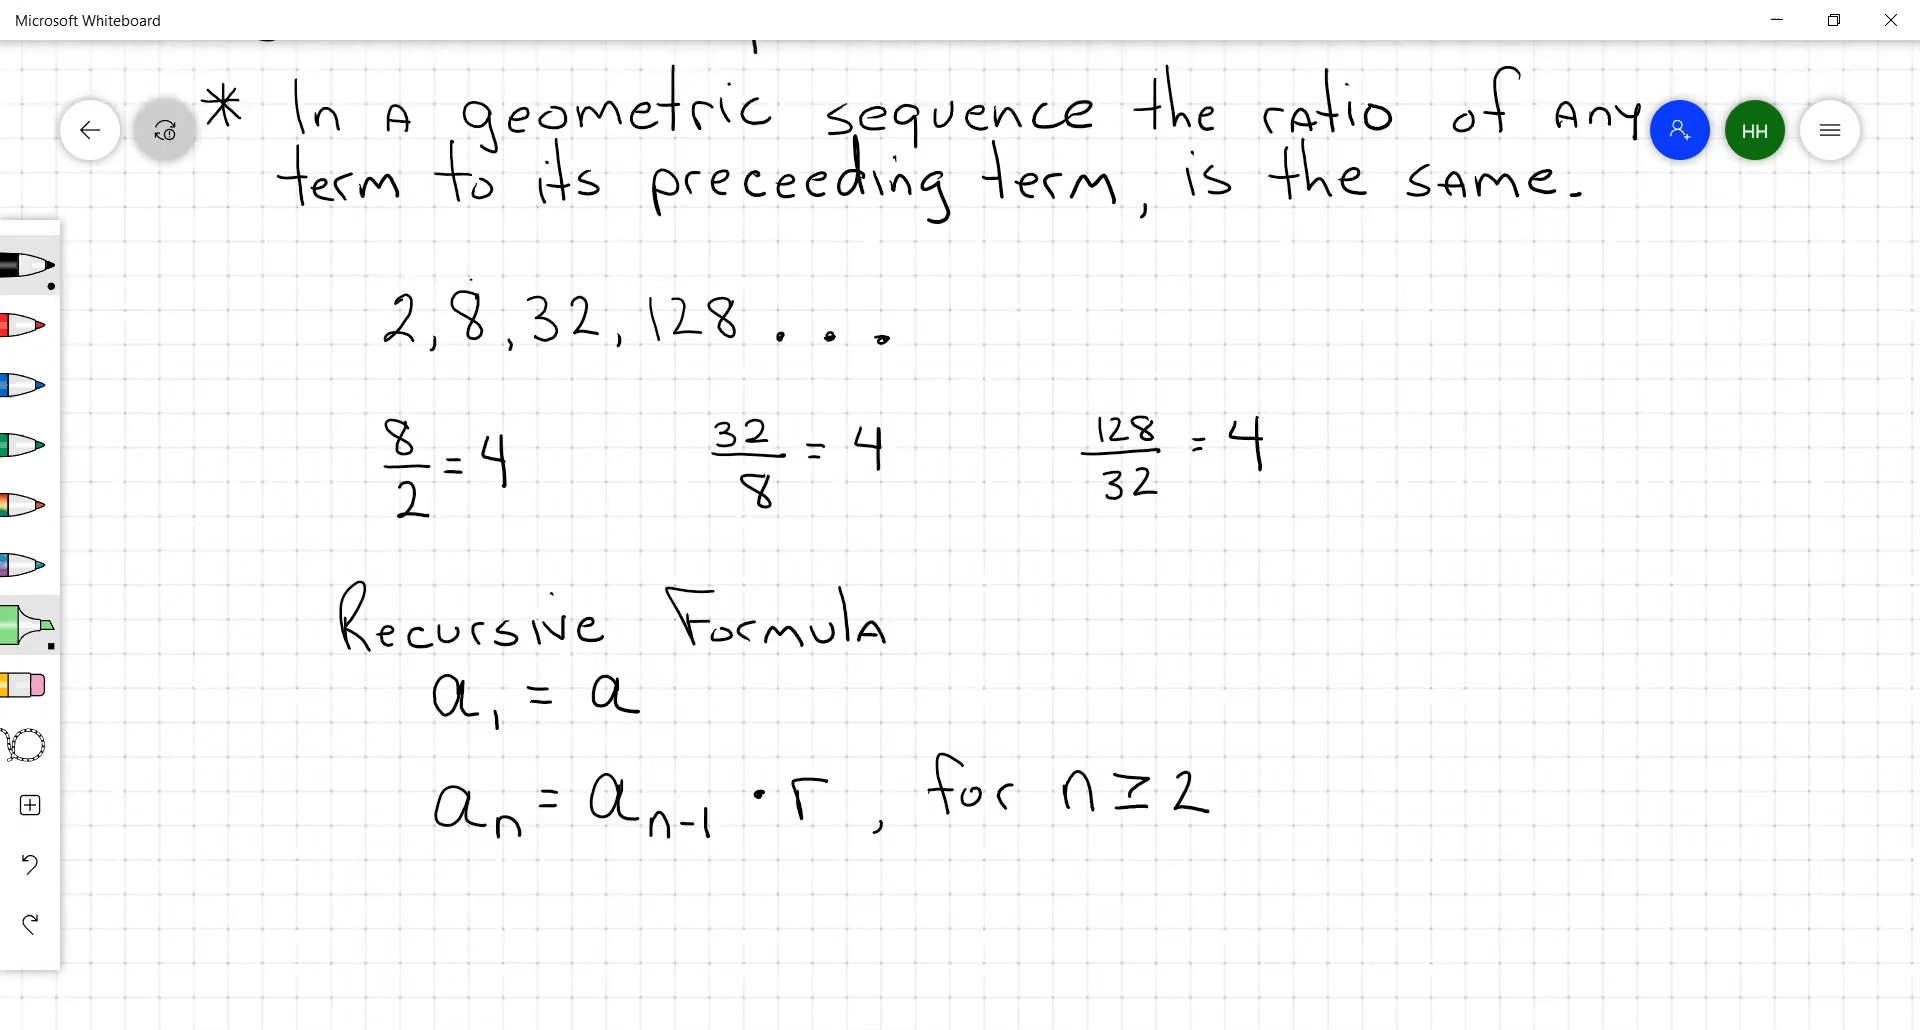 Microsoft Whiteboard
* In A geometric sequence the rAtio of Any
term to its preceeding term, is the sAme.
HH
2, 8, 32, 128 . . .
8/2 = 4 32/8 = 4 128/32 = 4
Recursive FormulA
a₁ = a
aₙ = aₙ₋₁ · r, for n ≥ 2